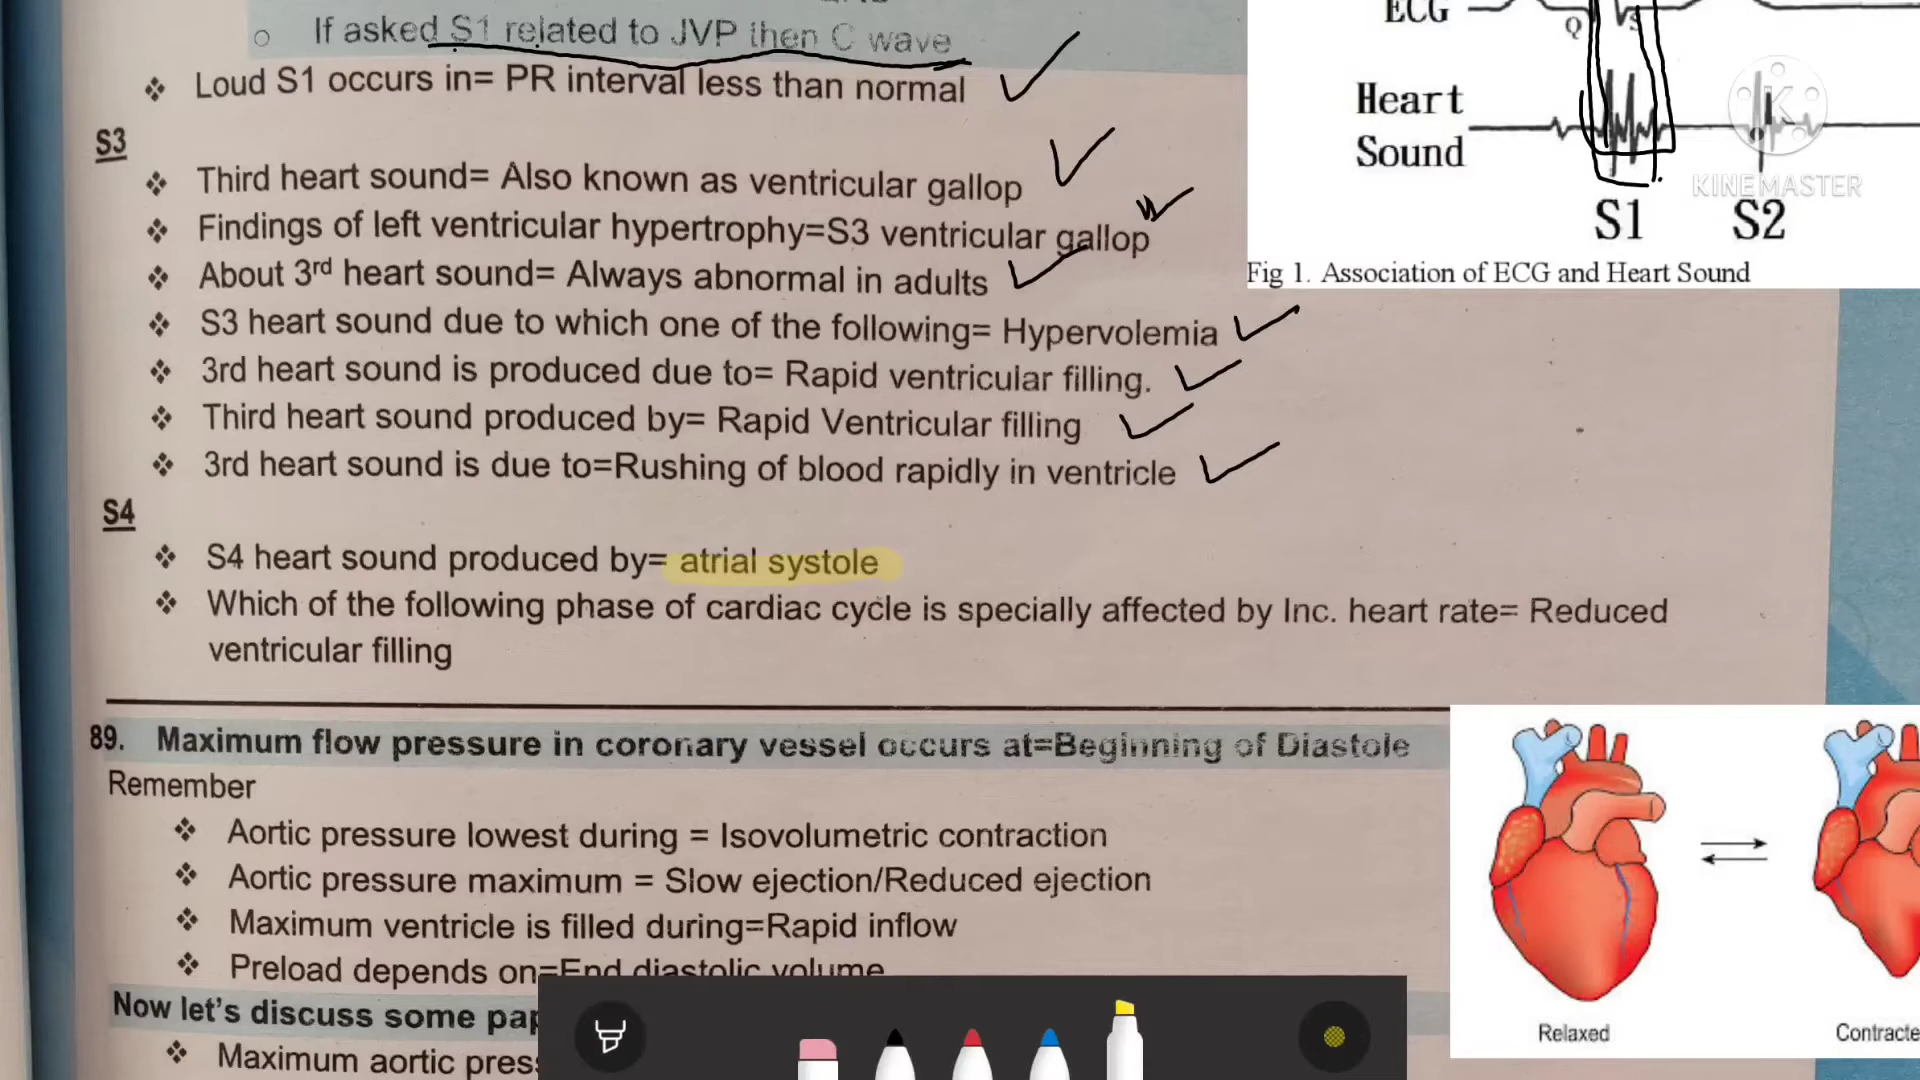 If asked S1 related to JVP then C wave
Loud S1 occurs in= PR interval less than normal
S3
Third heart sound= Also known as ventricular gallop
Findings of left ventricular hypertrophy=S3 ventricular gallop
About 3rd heart sound= Always abnormal in adults
S3 heart sound due to which one of the following= Hypervolemia
3rd heart sound is produced due to= Rapid ventricular filling.
Third heart sound produced by= Rapid Ventricular filling
3rd heart sound is due to=Rushing of blood rapidly in ventricle
S4
S4 heart sound produced by= atrial systole
Which of the following phase of cardiac cycle is specially affected by Inc. heart rate= Reduced
ventricular filling
89. Maximum flow pressure in coronary vessel occurs at=Beginning of Diastole
Remember
Aortic pressure lowest during = Isovolumetric contraction
Aortic pressure maximum = Slow ejection/Reduced ejection
Maximum ventricle is filled during=Rapid inflow
Preload depends on=End diastolic volume
Now let's discuss some pap
Maximum aortic press
ECG
Q S
Heart
Sound
K
KINEMASTER
S1 S2
Fig 1. Association of ECG and Heart Sound
Relaxed
Contracte